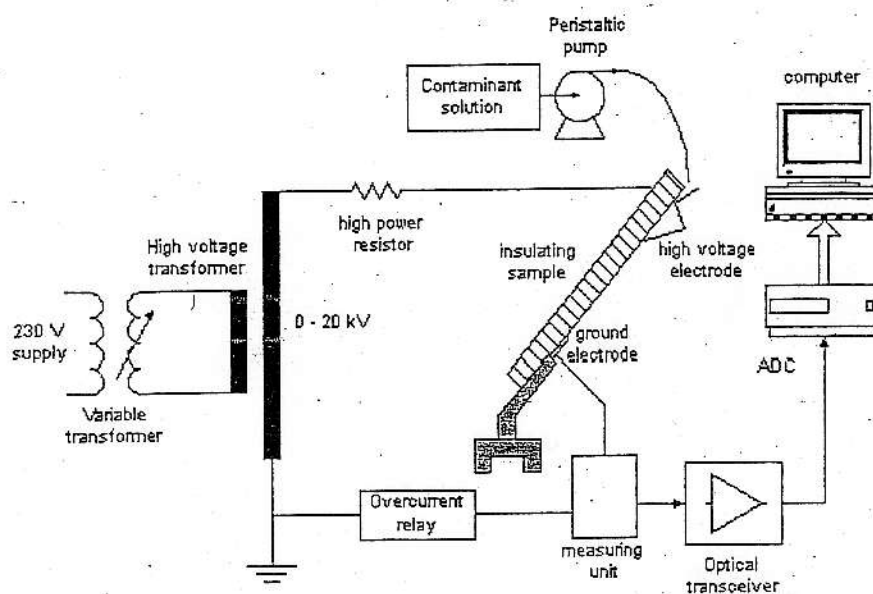 Peristaltic
pump
Contaminant
solution
computer
high power
resistor
High voltage
transformer
insulating
sample
high voltage
electrode
230 V
supply
0 - 20 kV
ground
electrode
ADC
Variable
transformer
Overcurrent
relay
measuring
unit
Optical
transceiver